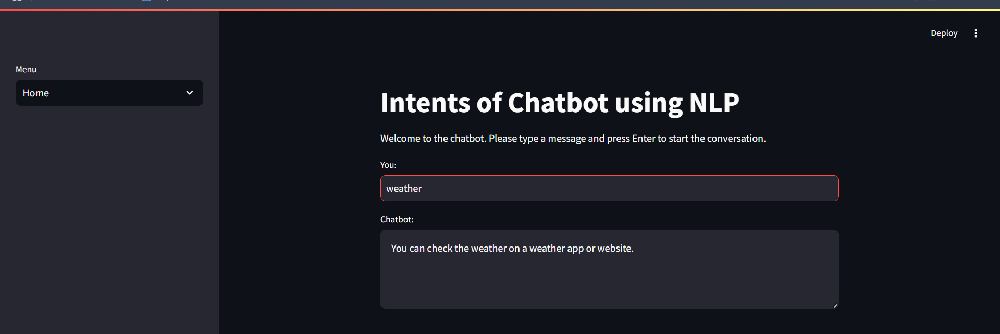 Deploy
Menu
Home
Intents of Chatbot using NLP
Welcome to the chatbot. Please type a message and press Enter to start the conversation.
You:
weather
Chatbot:
You can check the weather on a weather app or website.